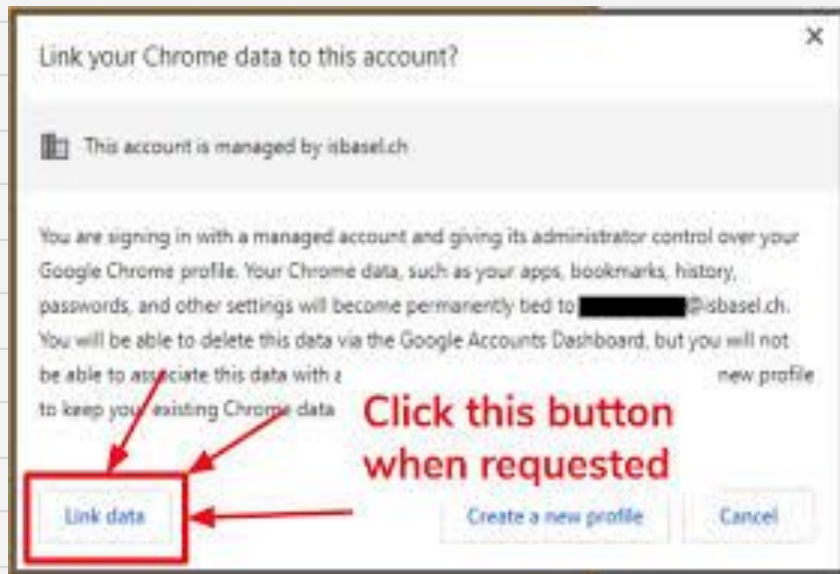 Link your Chrome data to this account?
This account is managed by isbasel.ch
You are signing in with a managed account and giving its administrator control over your
Google Chrome profile. Your Chrome data, such as your apps, bookmarks, history,
passwords, and other settings will become permanently tied to @isbasel.ch.
You will be able to delete this data via the Google Accounts Dashboard, but you will not
be able to associate this data with new profile
to keep your existing Chrome data
Click this button
when requested
Link data
Create a new profile
Cancel